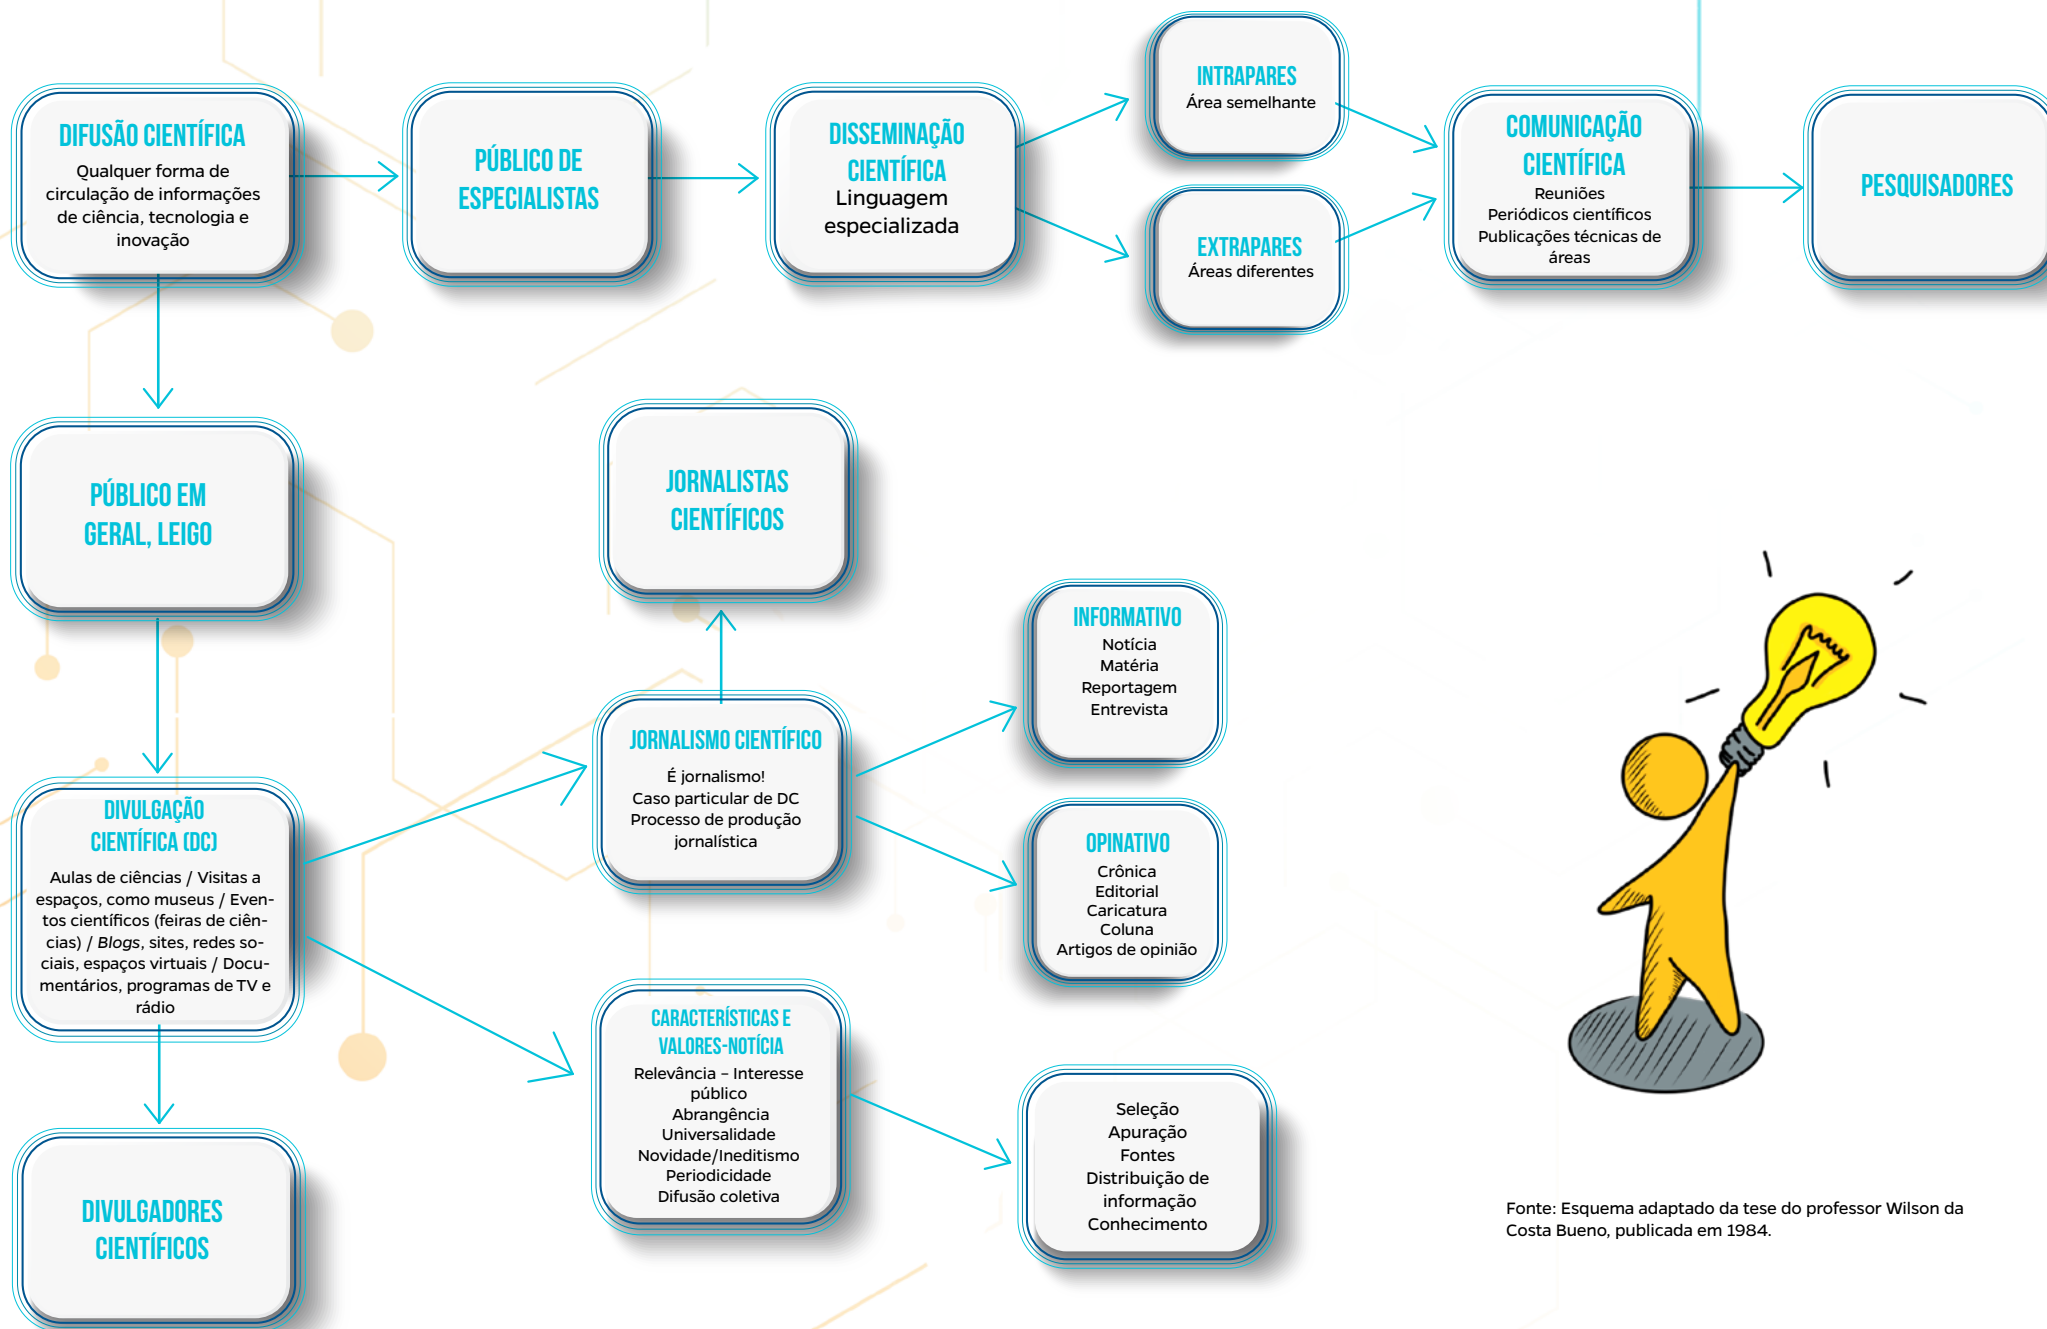 DIFUSÃO CIENTÍFICA
Qualquer forma de
circulação de informações
de ciência, tecnologia e
inovação
PÚBLICO DE
ESPECIALISTAS
DISSEMINAÇÃO
CIENTÍFICA
Linguagem
especializada
INTRAPARES
Área semelhante
EXTRAPARES
Áreas diferentes
COMUNICAÇÃO
CIENTÍFICA
Reuniões
Periódicos científicos
Publicações técnicas de
áreas
PESQUISADORES
PÚBLICO EM
GERAL, LEIGO
JORNALISTAS
CIENTÍFICOS
INFORMATIVO
Notícia
Matéria
Reportagem
Entrevista
JORNALISMO CIENTÍFICO
É jornalismo!
Caso particular de DC
Processo de produção
jornalística
DIVULGAÇÃO
CIENTÍFICA (DC)
Aulas de ciências / Visitas a
espaços, como museus / Even-
tos científicos (feiras de ciên-
cias) / Blogs, sites, redes so-
ciais, espaços virtuais / Docu-
mentários, programas de TV e
rádio
OPINATIVO
Crônica
Editorial
Caricatura
Coluna
Artigos de opinião
CARACTERÍSTICAS E
VALORES-NOTÍCIA
Relevância – Interesse
público
Abrangência
Universalidade
Novidade/Ineditismo
Periodicidade
Difusão coletiva
Seleção
Apuração
Fontes
Distribuição de
informação
Conhecimento
DIVULGADORES
CIENTÍFICOS
Fonte: Esquema adaptado da tese do professor Wilson da
Costa Bueno, publicada em 1984.